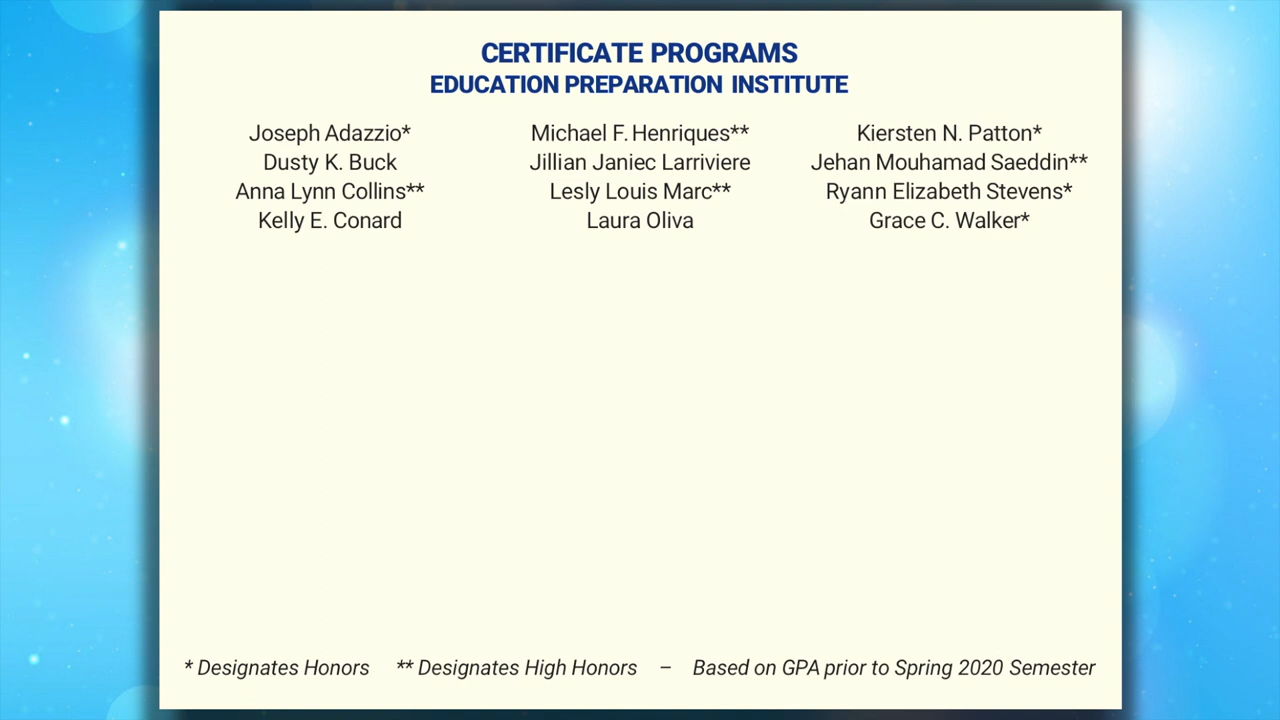 CERTIFICATE PROGRAMS
EDUCATION PREPARATION INSTITUTE
Joseph Adazzio*
Dusty K. Buck
Anna Lynn Collins**
Kelly E. Conard
Michael F. Henriques**
Jillian Janiec Larriviere
Lesly Louis Marc**
Laura Oliva
Kiersten N. Patton*
Jehan Mouhamad Saeddin**
Ryann Elizabeth Stevens*
Grace C. Walker*
* Designates Honors ** Designates High Honors – Based on GPA prior to Spring 2020 Semester